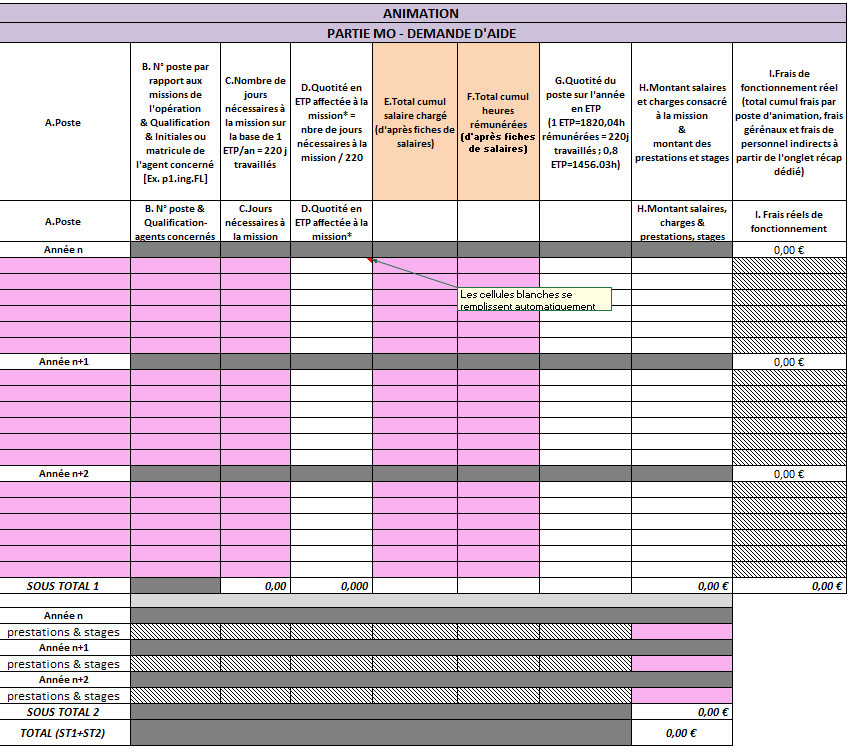 ANIMATION
PARTIE MO - DEMANDE D'AIDE
A.Poste
B. N° poste par
rapport aux
missions de
l'opération
& Qualification
& Initiales ou
matricule de
l'agent concerné
[Ex. p1.ing.FL]
C.Nombre de
jours
nécessaires à
la mission sur
la base de 1
ETP/an = 220 j
travaillés
D.Quotité en
ETP affectée à la
mission* =
nbre de jours
nécessaires à la
mission / 220
E.Total cumul
salaire chargé
(d'après fiches de
salaires)
F.Total cumul
heures
rémunérées
(d'après fiches
de salaires)
G.Quotité du
poste sur l'année
en ETP
(1 ETP=1820,04h
rémunérées = 220j
travaillés ; 0,8
ETP=1456.03h)
H.Montant salaires
et charges consacré
à la mission
&
montant des
prestations et stages
I.Frais de
fonctionnement réel
(total cumul frais par
poste d'animation, frais
gérénaux et frais de
personnel indirects à
partir de l'onglet récap
dédié)
A.Poste
B. N° poste &
Qualification-
agents concernés
C.Jours
nécessaires à
la mission
D.Quotité en
ETP affectée à la
mission*
H.Montant salaires,
charges &
prestations, stages
I. Frais réels de
fonctionnement
Année n
0,00 €
Les cellules blanches se
remplissent automatiquement
Année n+1
0,00 €
Année n+2
0,00 €
SOUS TOTAL 1
0,00
0,000
0,00 €
0,00 €
Année n
prestations & stages
Année n+1
prestations & stages
Année n+2
prestations & stages
SOUS TOTAL 2
0,00 €
TOTAL (ST1+ST2)
0,00 €